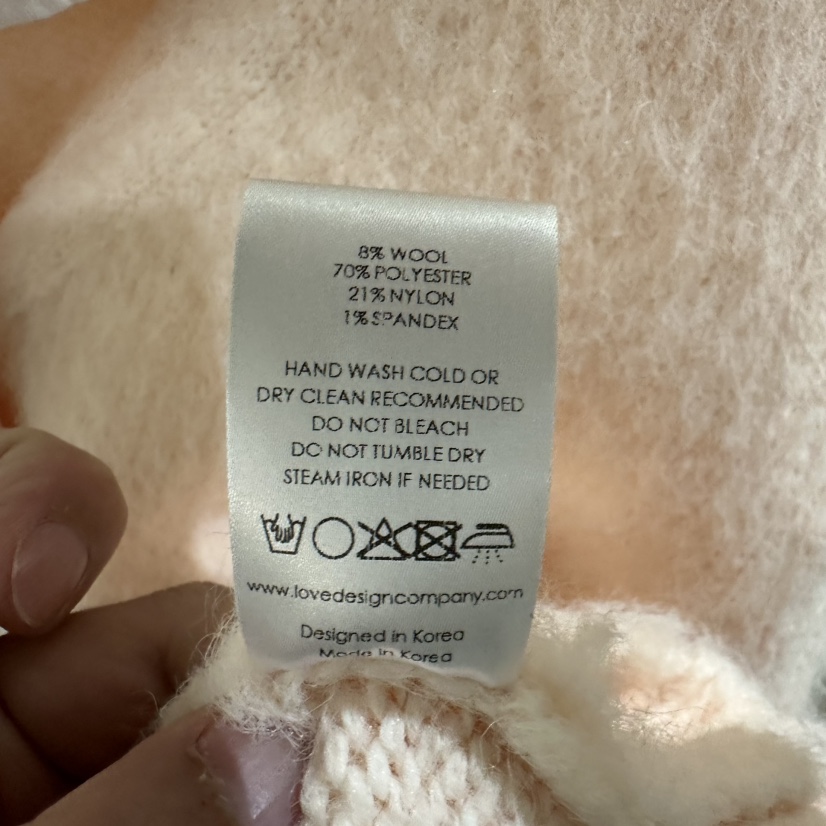 8% WOOL
70% POLYESTER
21% NYLON
1% SPANDEX
HAND WASH COLD OR
DRY CLEAN RECOMMENDED
DO NOT BLEACH
DO NOT TUMBLE DRY
STEAM IRON IF NEEDED
www.lovedesigncompany.com
Designed in Korea
Made in Korea